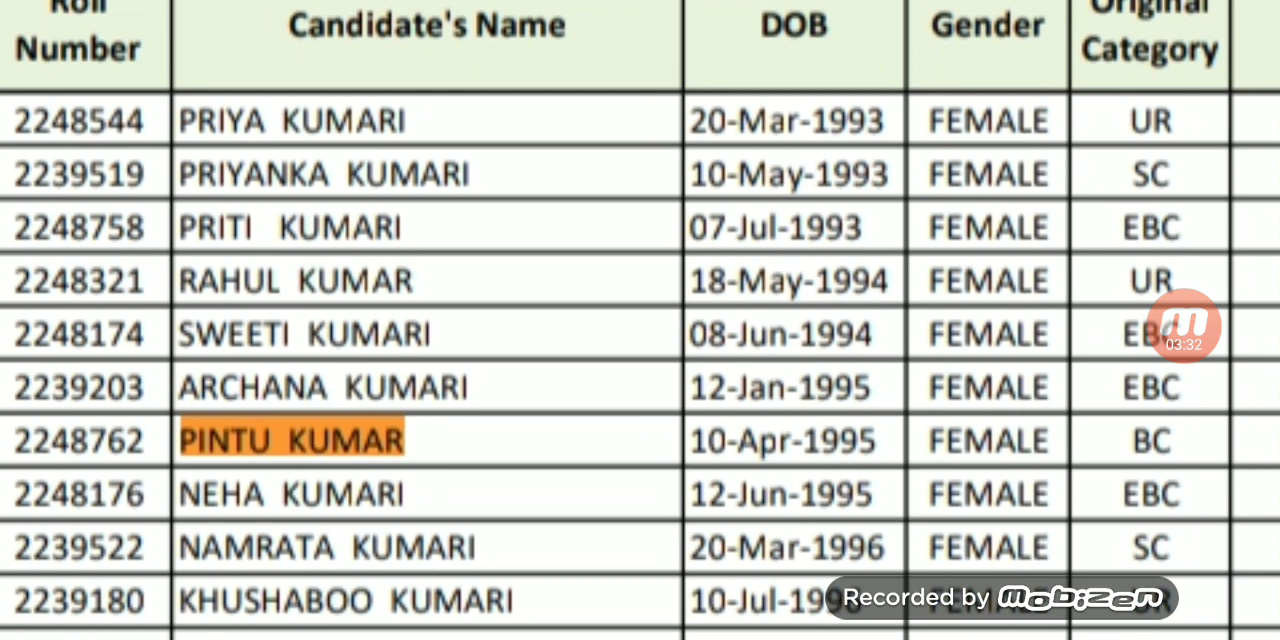 Roll Number Candidate's Name DOB Gender Original Category
2248544 PRIYA KUMARI 20-Mar-1993 FEMALE UR
2239519 PRIYANKA KUMARI 10-May-1993 FEMALE SC
2248758 PRITI KUMARI 07-Jul-1993 FEMALE EBC
2248321 RAHUL KUMAR 18-May-1994 FEMALE UR
2248174 SWEETI KUMARI 08-Jun-1994 FEMALE EBC
03:32
2239203 ARCHANA KUMARI 12-Jan-1995 FEMALE EBC
2248762 PINTU KUMAR 10-Apr-1995 FEMALE BC
2248176 NEHA KUMARI 12-Jun-1995 FEMALE EBC
2239522 NAMRATA KUMARI 20-Mar-1996 FEMALE SC
2239180 KHUSHABOO KUMARI FEMALE
Recorded by mobizen